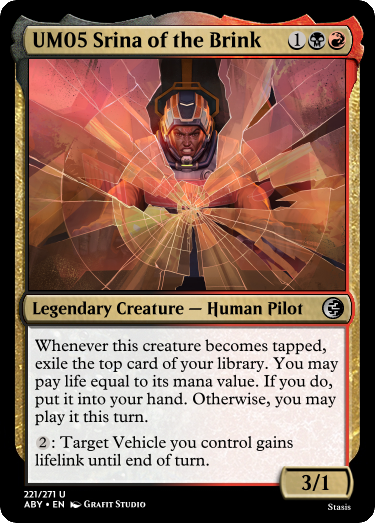 UM05 Srina of the Brink 1
Legendary Creature — Human Pilot
Whenever this creature becomes tapped,
exile the top card of your library. You may
pay life equal to its mana value. If you do,
put it into your hand. Otherwise, you may
play it this turn.
2: Target Vehicle you control gains
lifelink until end of turn.
3/1
221/271 U
ABY • EN Grafit Studio
Stasis